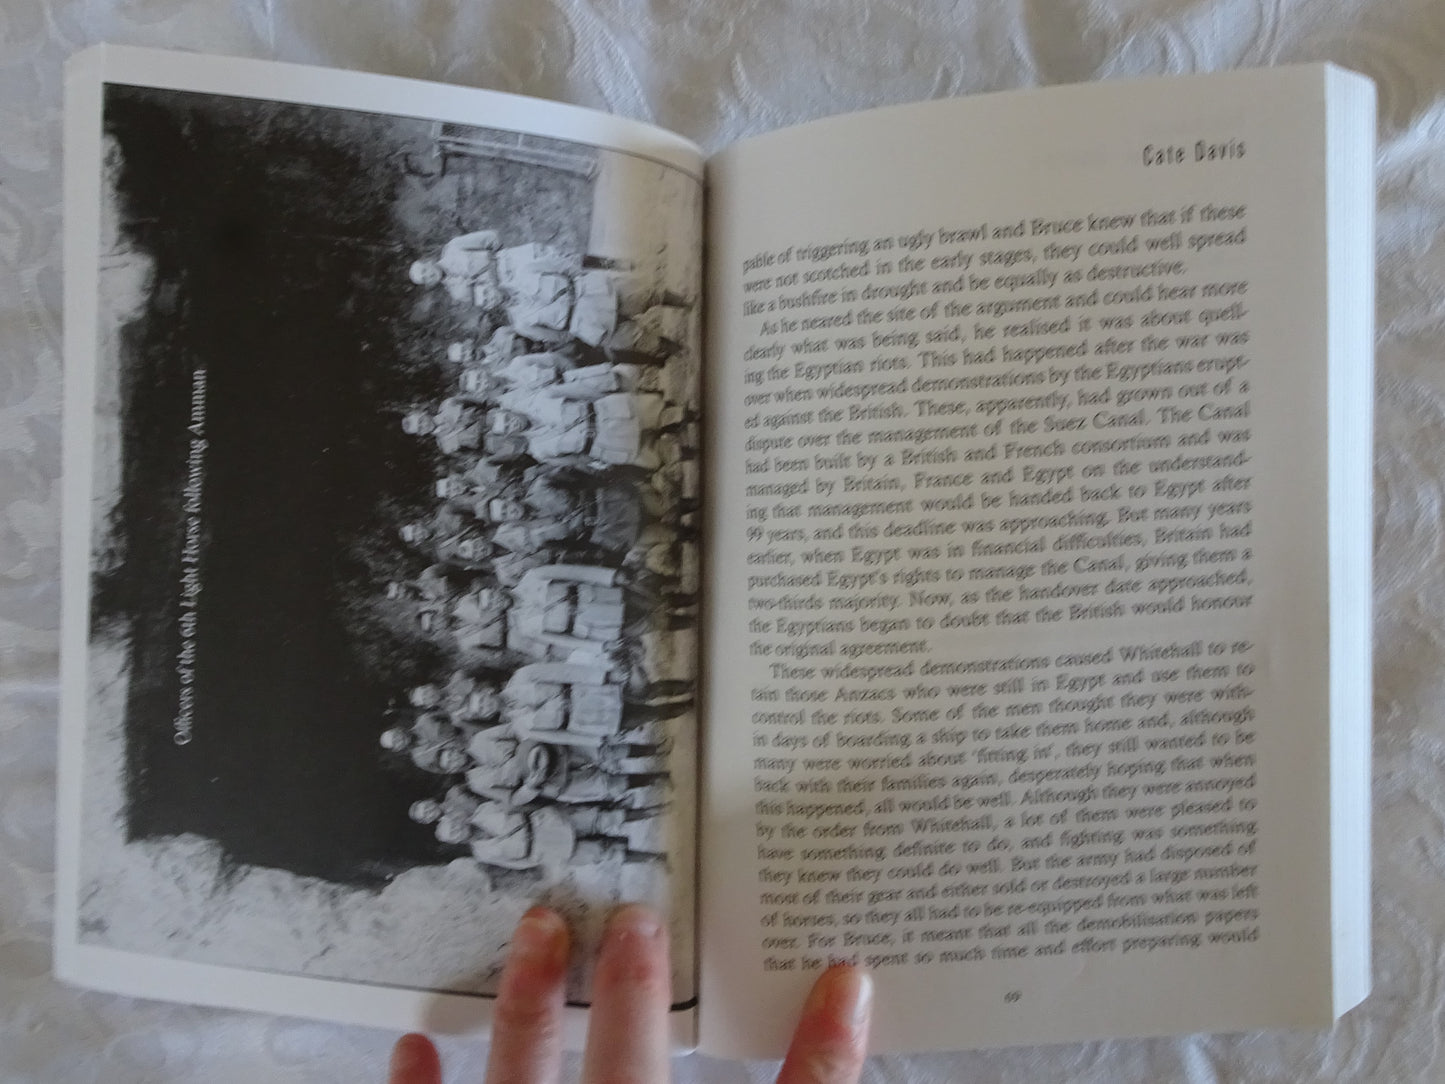 Officers of the 6th Light Horse following Amman
Cate Davis
pable of triggering an ugly brawl and Bruce knew that if these
were not scotched in the early stages, they could well spread
like a bushfire in drought and be equally as destructive.
As he neared the site of the argument and could hear more
clearly what was being said, he realised it was about quell-
ing the Egyptian riots. This had happened after the war was
over when widespread demonstrations by the Egyptians erupt-
ed against the British. These, apparently, had grown out of a
dispute over the management of the Suez Canal. The Canal
had been built by a British and French consortium and was
managed by Britain, France and Egypt on the understand-
ing that management would be handed back to Egypt after
99 years, and this deadline was approaching. But many years
earlier, when Egypt was in financial difficulties, Britain had
purchased Egypt's rights to manage the Canal, giving them a
two-thirds majority. Now, as the handover date approached,
the Egyptians began to doubt that the British would honour
the original agreement.
These widespread demonstrations caused Whitehall to re-
tain those Anzacs who were still in Egypt and use them to
control the riots. Some of the men thought they were with-
in days of boarding a ship to take them home and, although
many were worried about 'fitting in', they still wanted to be
back with their families again, desperately hoping that when
this happened, all would be well. Although they were annoyed
by the order from Whitehall, a lot of them were pleased to
have something definite to do, and fighting was something
they knew they could do well. But the army had disposed of
most of their gear and either sold or destroyed a large number
of horses, so they all had to be re-equipped from what was left
over. For Bruce, it meant that all the demobilisation papers
that he had spent so much time and effort preparing would